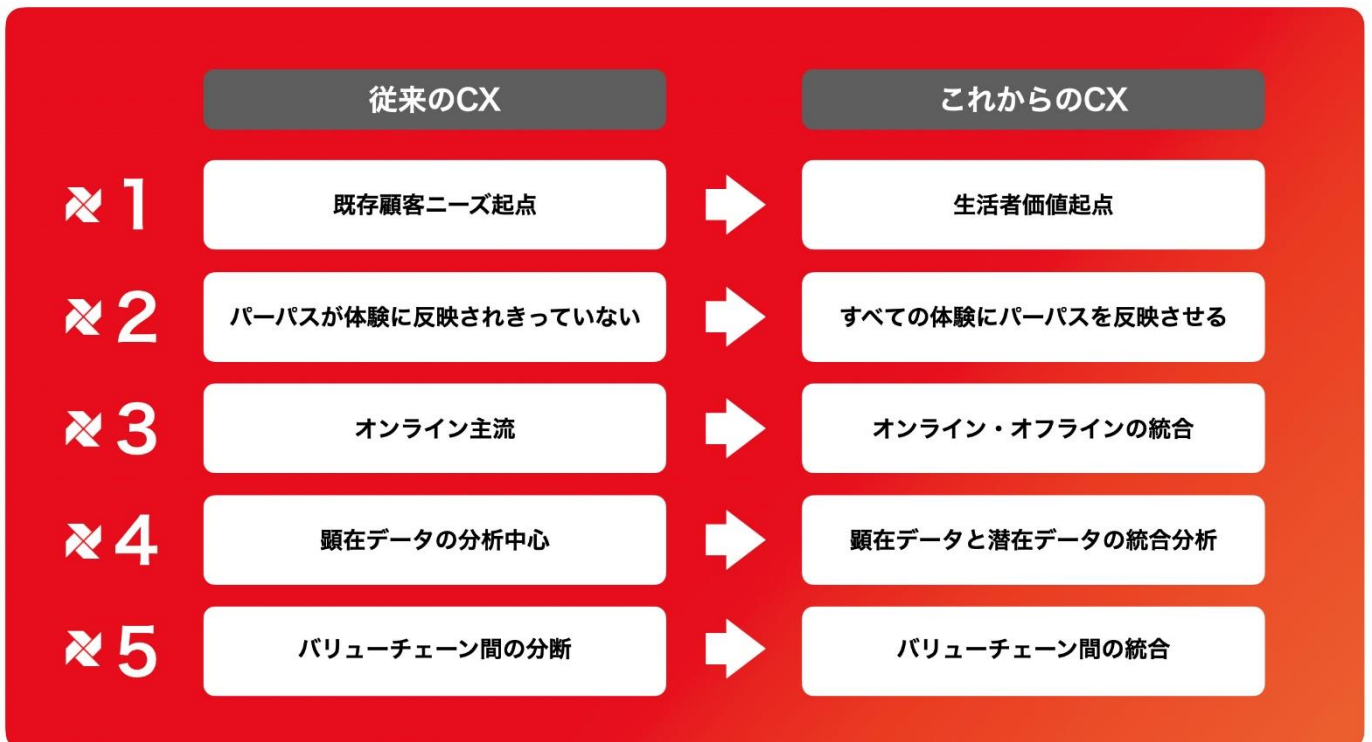 従来のCX
これからのCX
1
既存顧客ニーズ起点
生活者価値起点
2
パーパスが体験に反映されきっていない
すべての体験にパーパスを反映させる
3
オンライン主流
オンライン・オフラインの統合
4
顕在データの分析中心
顕在データと潜在データの統合分析
5
バリューチェーン間の分断
バリューチェーン間の統合